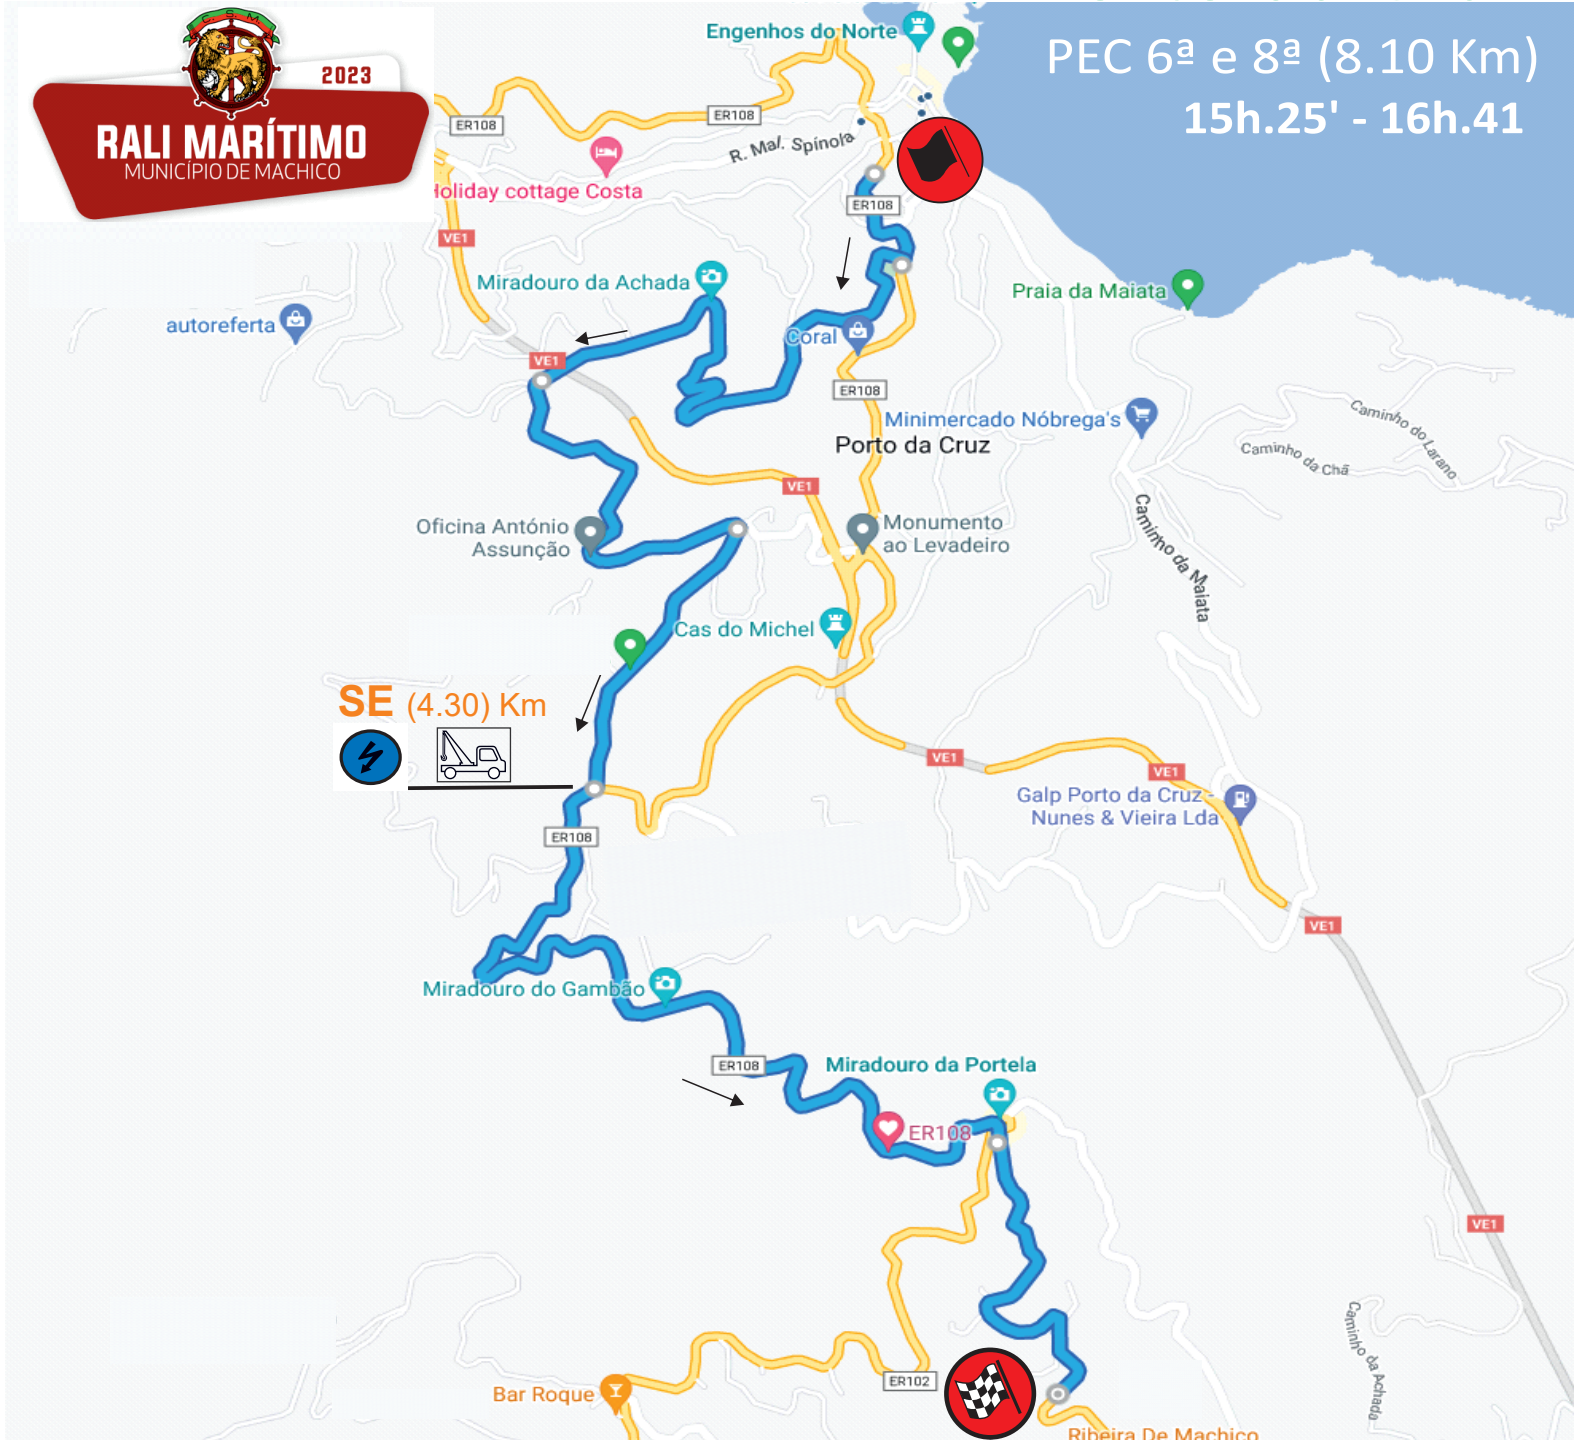 C. S. M.
2023
RALI MARÍTIMO
MUNICÍPIO DE MACHICO
PEC 6ª e 8ª (8.10 Km)
15h.25' - 16h.41
Engenhos do Norte
ER108
ER108
R. Mal. Spínola
Holiday cottage Costa
ER108
VE1
Miradouro da Achada
Praia da Maiata
autoreferta
Coral
VE1
ER108
Minimercado Nóbrega's
Porto da Cruz
Caminho do Larano
Caminho da Chã
VE1
Caminho da Maiata
Oficina António
Assunção
Monumento
ao Levadeiro
Cas do Michel
SE (4.30) Km
VE1
VE1
Galp Porto da Cruz -
Nunes & Vieira Lda
ER108
VE1
Miradouro do Gambão
ER108
Miradouro da Portela
ER108
VE1
Caminho da Achada
ER102
Bar Roque
Ribeira De Machico